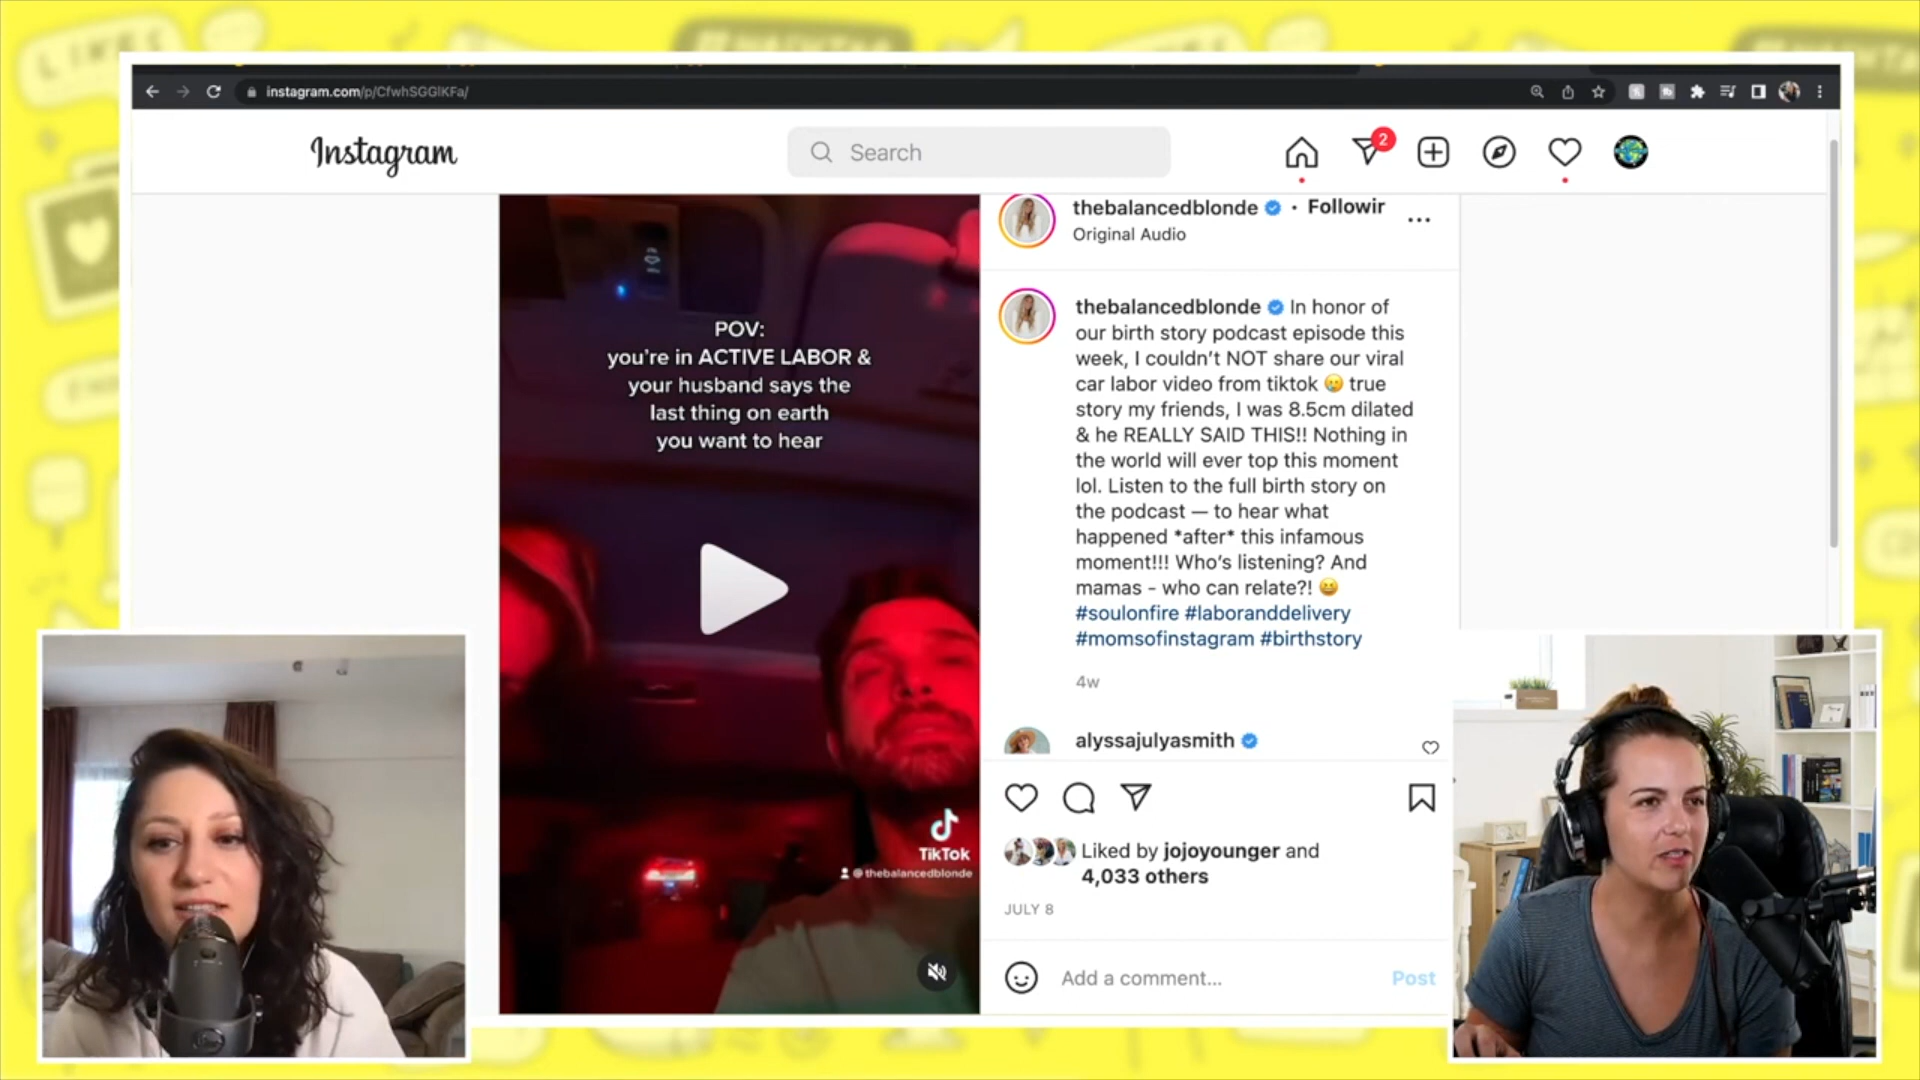 LIKES
instagram.com/p/CfwhSGGlKFa/
Instagram
Search
2
POV:
you're in ACTIVE LABOR &
your husband says the
last thing on earth
you want to hear
TikTok
@thebalancedblonde
thebalancedblonde • Followir
Original Audio
thebalancedblonde In honor of
our birth story podcast episode this
week, I couldn't NOT share our viral
car labor video from tiktok 😢 true
story my friends, I was 8.5cm dilated
& he REALLY SAID THIS!! Nothing in
the world will ever top this moment
lol. Listen to the full birth story on
the podcast — to hear what
happened *after* this infamous
moment!!! Who's listening? And
mamas - who can relate?! 😆
#soulonfire #laboranddelivery
#momsofinstagram #birthstory
4w
alyssajulyasmith
Liked by jojoyounger and
4,033 others
JULY 8
Add a comment...
Post